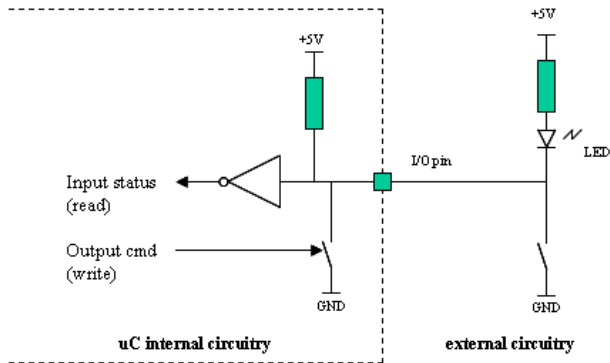 +5V
+5V
I/O pin
LED
Input status
(read)
Output cmd
(write)
GND
GND
uC internal circuitry
external circuitry